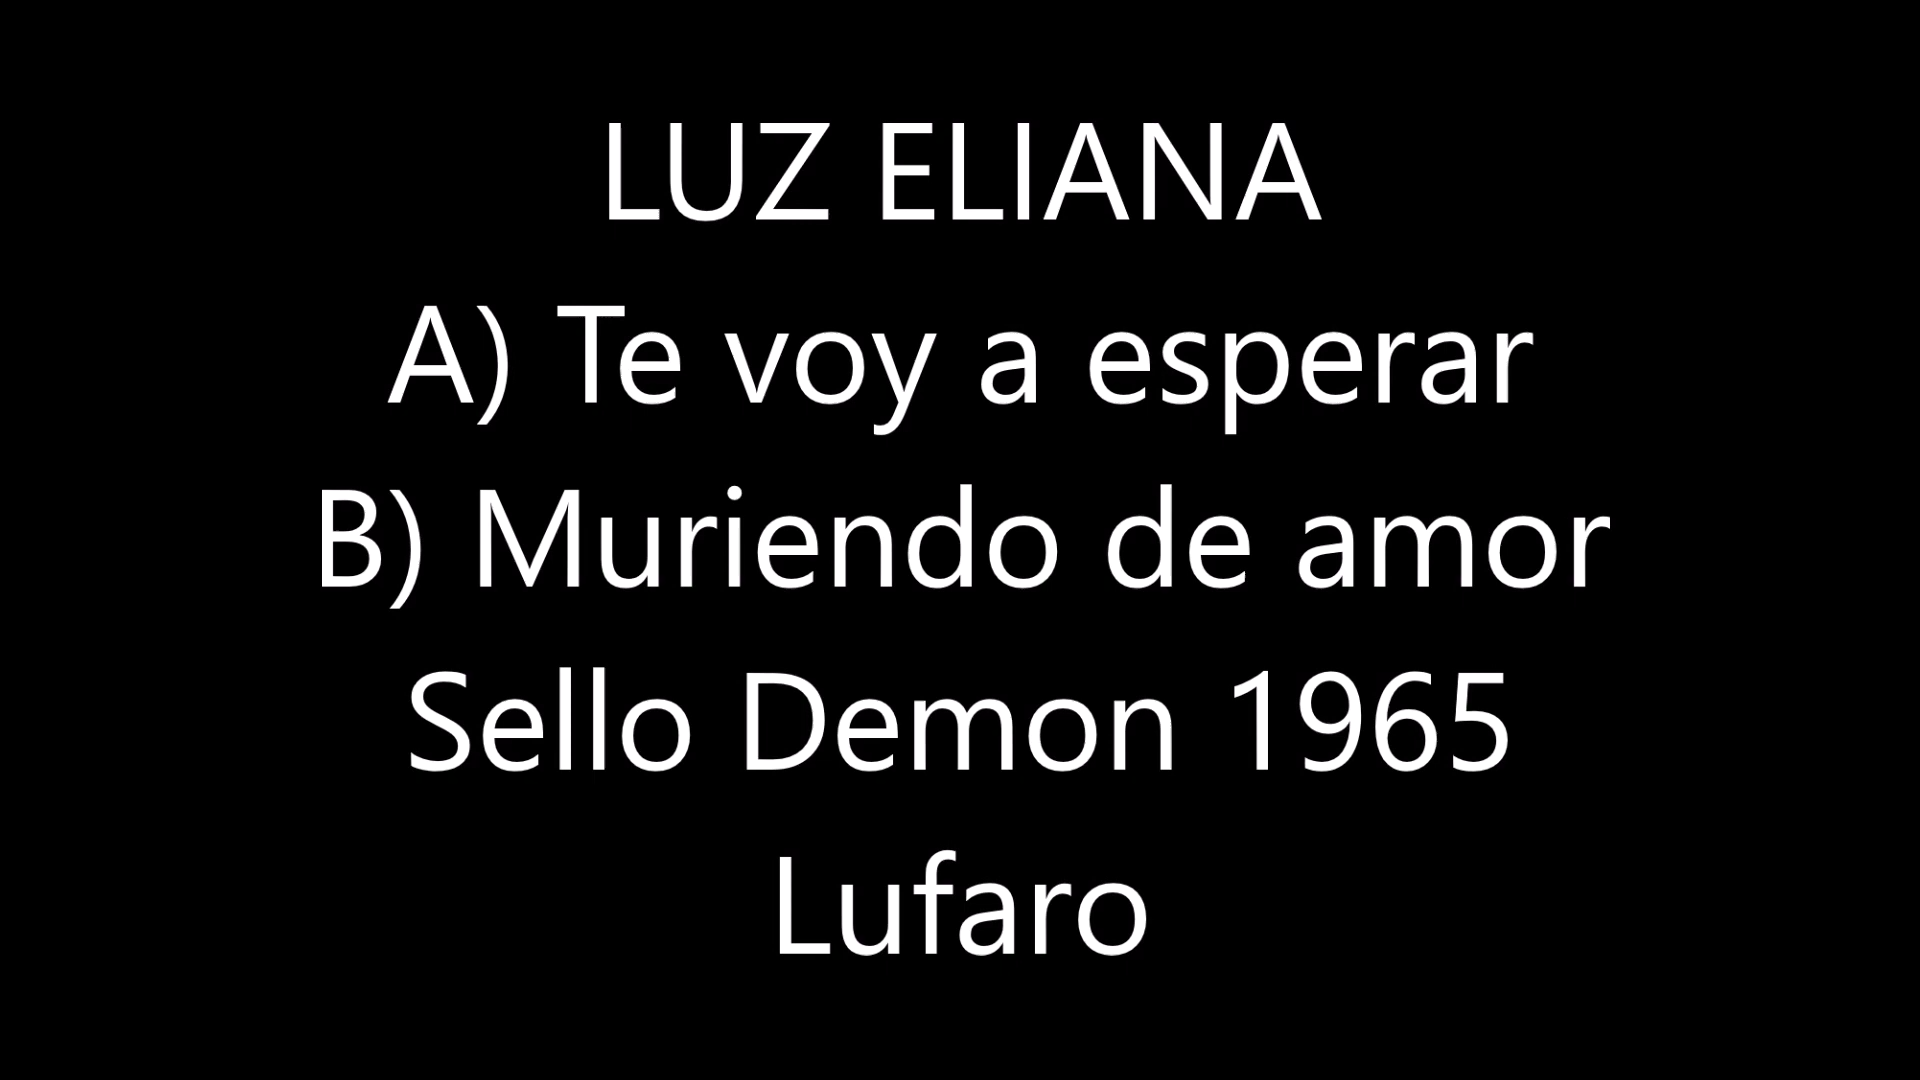 LUZ ELIANA
A) Te voy a esperar
B) Muriendo de amor
Sello Demon 1965
Lufaro